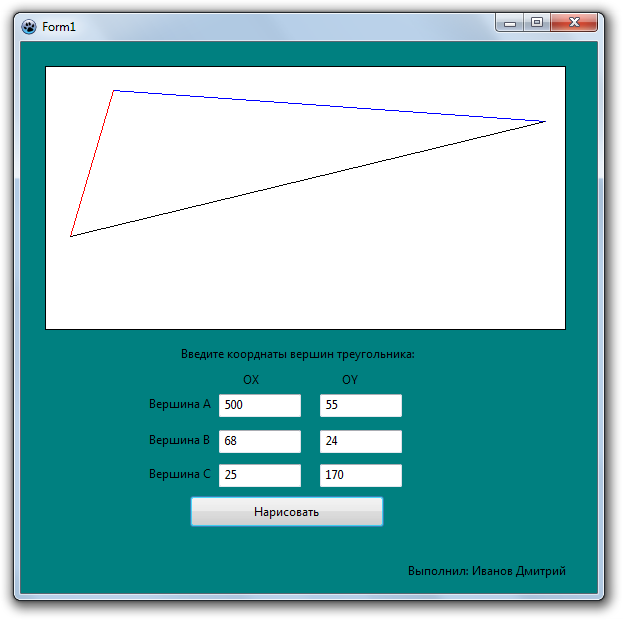 Form1
Введите коорднаты вершин треугольника:
OX OY
Вершина A 500 55
Вершина B 68 24
Вершина C 25 170
Нарисовать
Выполнил: Иванов Дмитрий